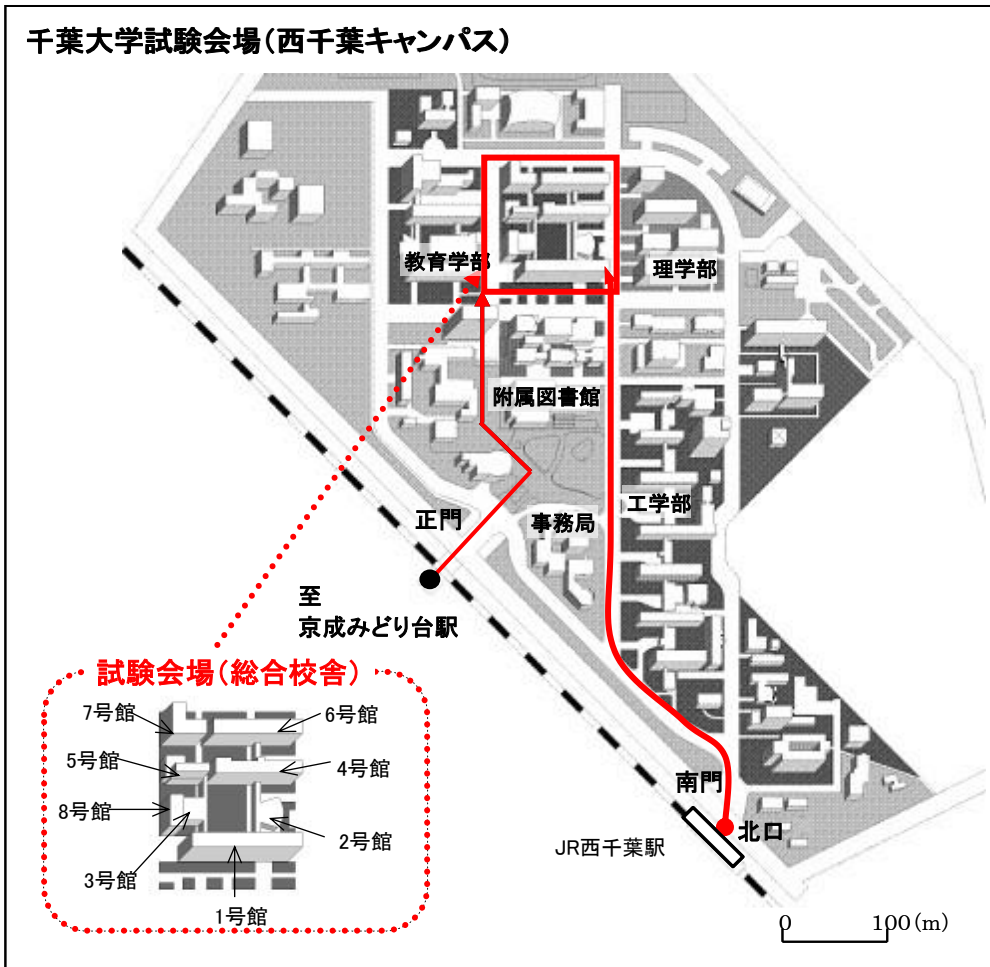 千葉大学試験会場(西千葉キャンパス)
教育学部
理学部
附属図書館
工学部
正門
事務局
至
京成みどり台駅
試験会場(総合校舎)
7号館
6号館
5号館
4号館
8号館
2号館
3号館
1号館
南門
北口
JR西千葉駅
0 100(m)